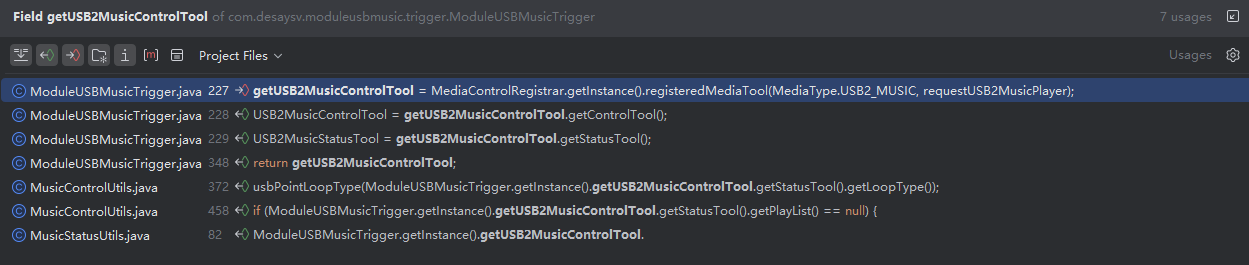 Field getUSB2MusicControlTool of com.desaysv.moduleusbmusic.trigger.ModuleUSBMusicTrigger 7 usages
Project Files Usages
ModuleUSBMusicTrigger.java 227 getUSB2MusicControlTool = MediaControlRegistrar.getInstance().registeredMediaTool(MediaType.USB2_MUSIC, requestUSB2MusicPlayer);
ModuleUSBMusicTrigger.java 228 USB2MusicControlTool = getUSB2MusicControlTool.getControlTool();
ModuleUSBMusicTrigger.java 229 USB2MusicStatusTool = getUSB2MusicControlTool.getStatusTool();
ModuleUSBMusicTrigger.java 348 return getUSB2MusicControlTool;
MusicControlUtils.java 372 usbPointLoopType(ModuleUSBMusicTrigger.getInstance().getUSB2MusicControlTool.getStatusTool().getLoopType());
MusicControlUtils.java 458 if (ModuleUSBMusicTrigger.getInstance().getUSB2MusicControlTool.getStatusTool().getPlayList() == null) {
MusicStatusUtils.java 82 ModuleUSBMusicTrigger.getInstance().getUSB2MusicControlTool.